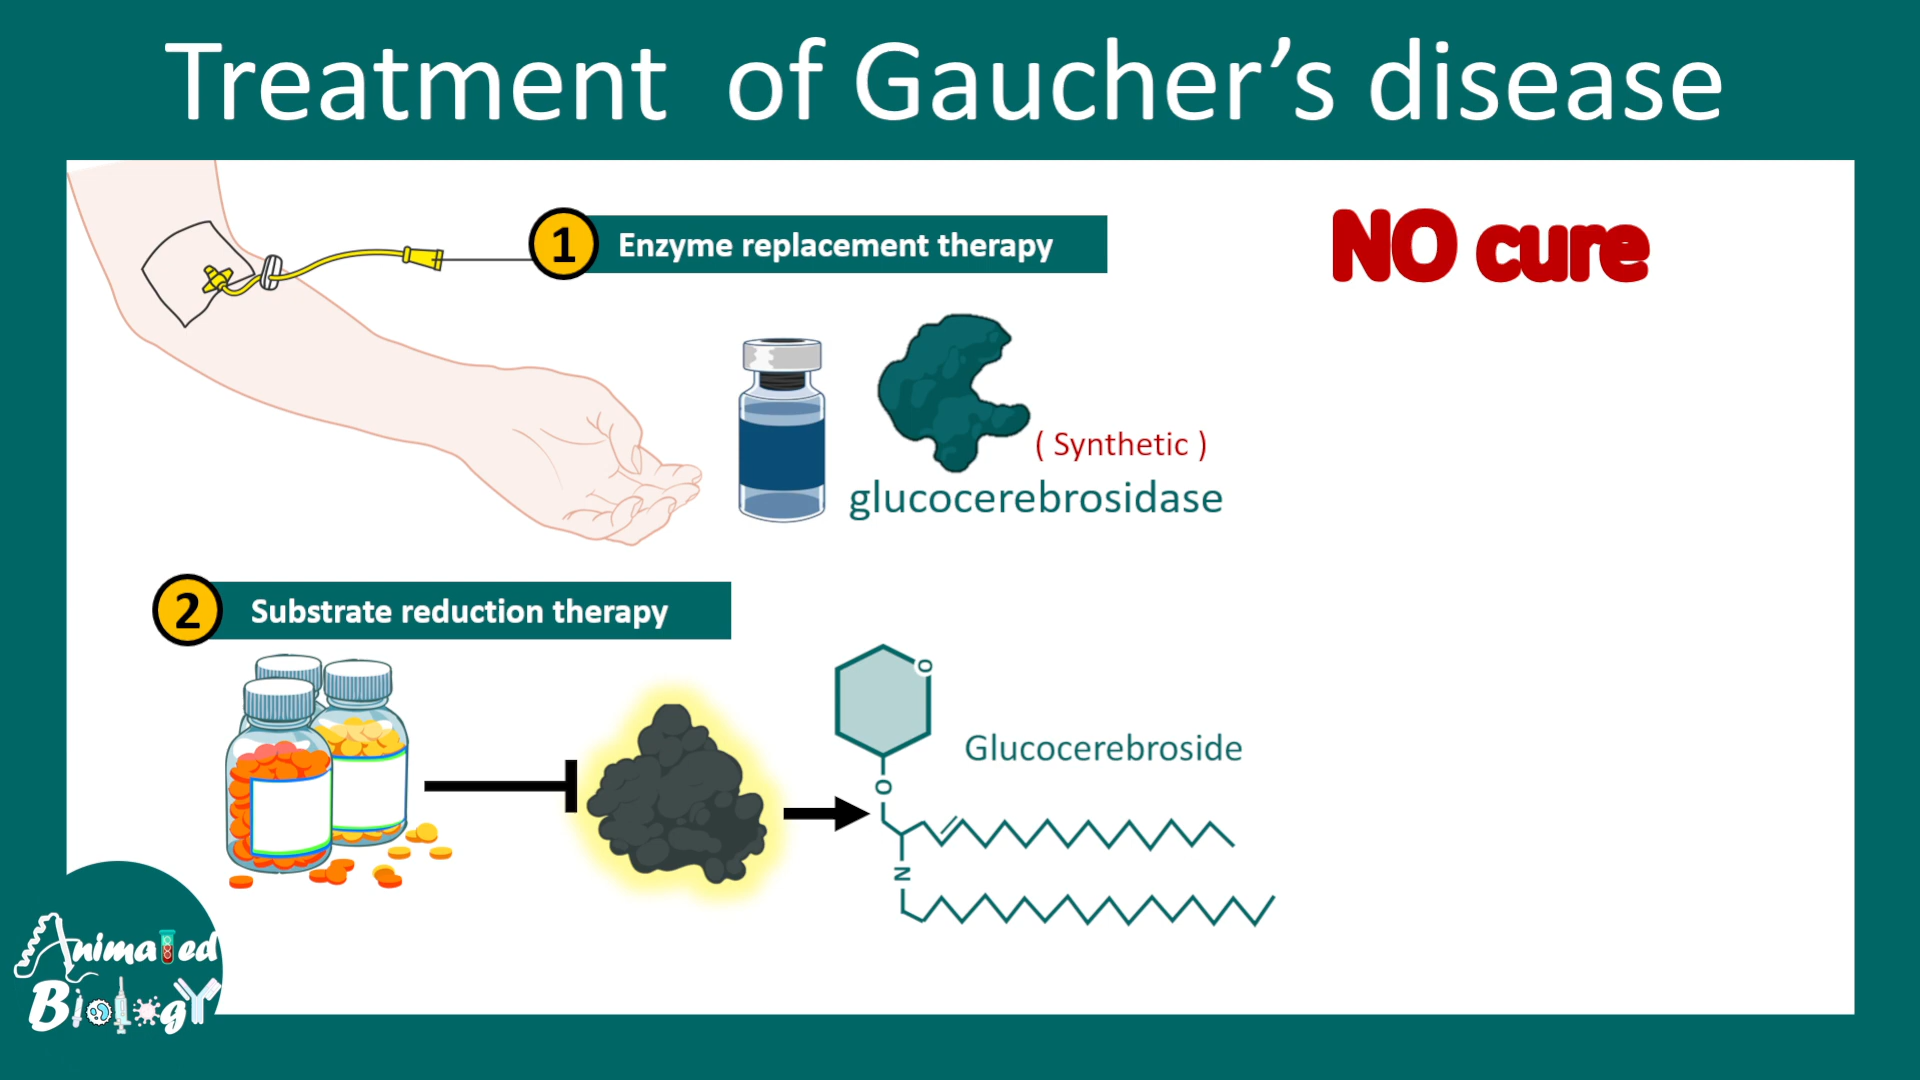 Treatment of Gaucher’s disease
1 Enzyme replacement therapy
NO cure
( Synthetic )
glucocerebrosidase
2 Substrate reduction therapy
O
Glucocerebroside
O
N
Animated
Biology